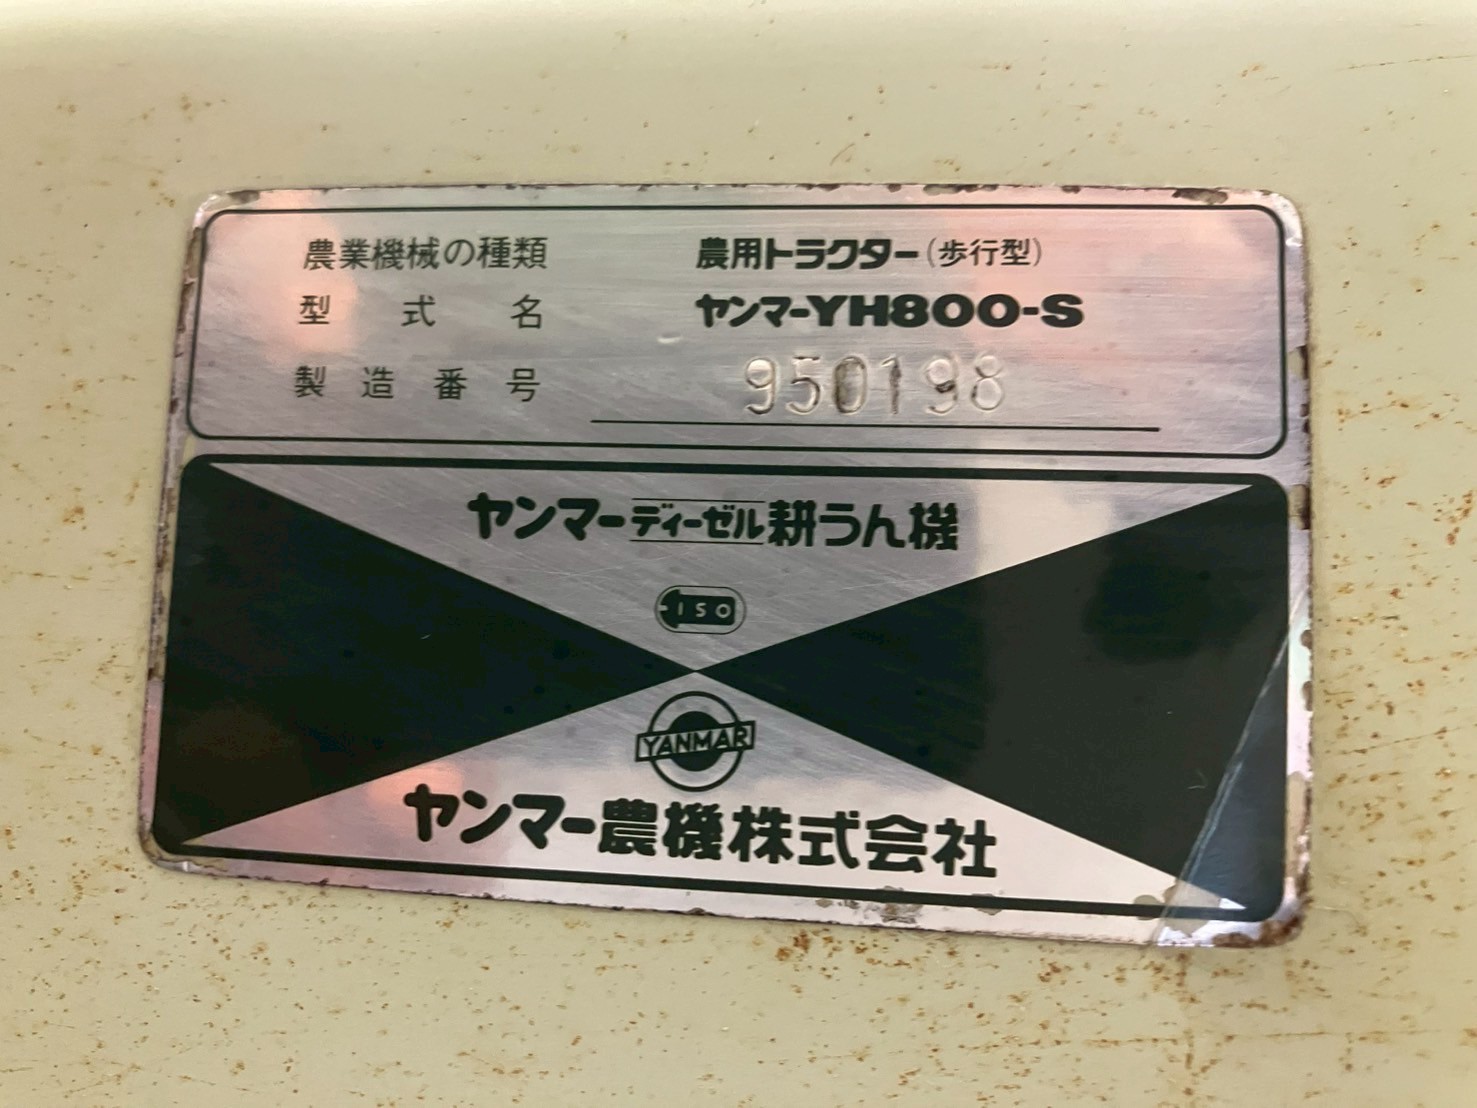 農業機械の種類 農用トラクター(歩行型)
型式名 ヤンマーYH800-S
製造番号 950198
ヤンマーディーゼル耕うん機
ISO
YANMAR
ヤンマー農機株式会社